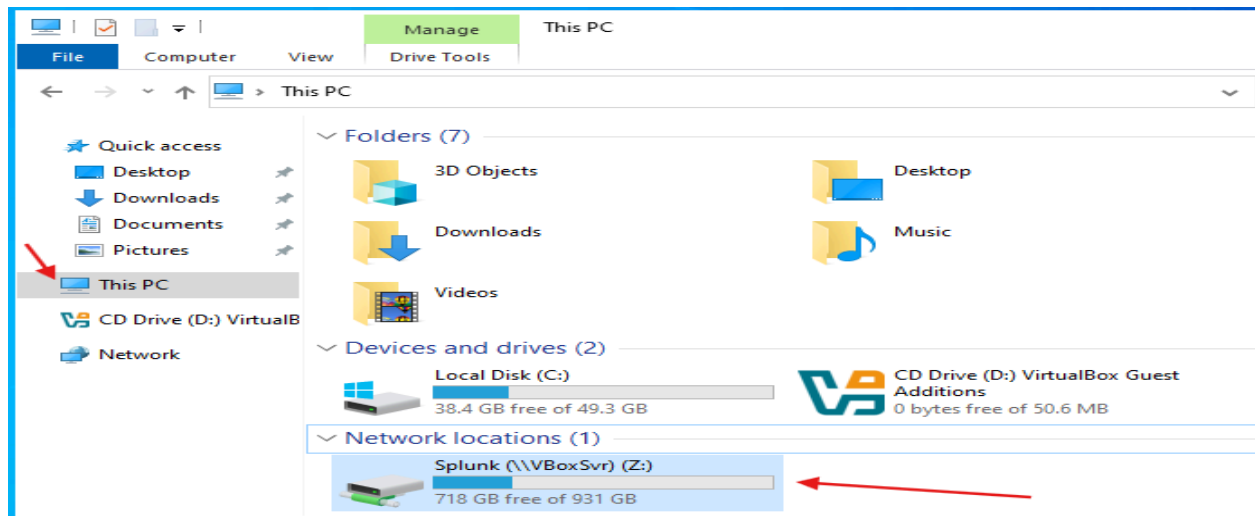 Manage
This PC
File
Computer
View
Drive Tools
This PC
Quick access
Desktop
Downloads
Documents
Pictures
This PC
CD Drive (D:) VirtualB
Network
Folders (7)
3D Objects
Desktop
Downloads
Music
Videos
Devices and drives (2)
Local Disk (C:)
38.4 GB free of 49.3 GB
CD Drive (D:) VirtualBox Guest
Additions
0 bytes free of 50.6 MB
Network locations (1)
Splunk (\\VBoxSvr) (Z:)
718 GB free of 931 GB